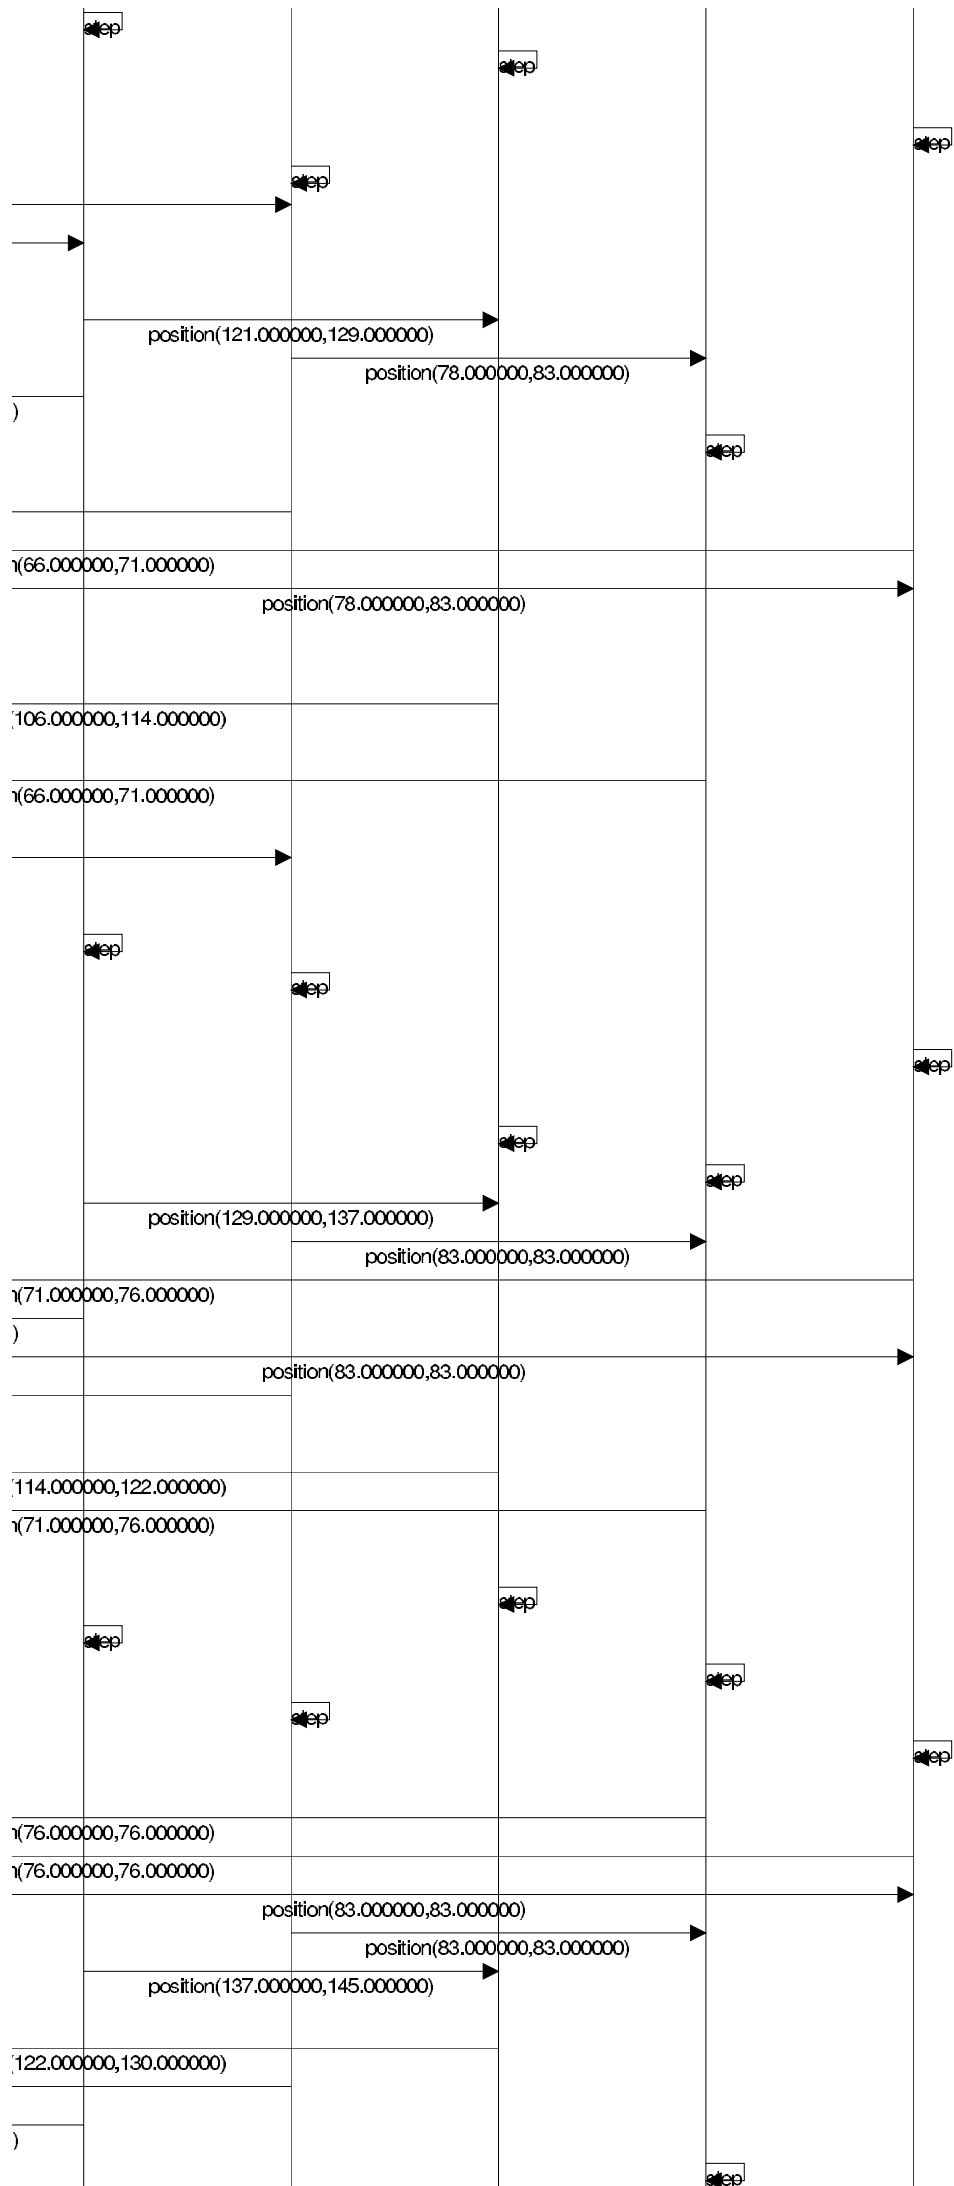 step
step
step
step
position(121.000000,129.000000)
position(78.000000,83.000000)
)
step
n(66.000000,71.000000)
position(78.000000,83.000000)
(106.000000,114.000000)
n(66.000000,71.000000)
step
step
step
step
step
position(129.000000,137.000000)
position(83.000000,83.000000)
n(71.000000,76.000000)
)
position(83.000000,83.000000)
(114.000000,122.000000)
n(71.000000,76.000000)
step
step
step
step
step
n(76.000000,76.000000)
n(76.000000,76.000000)
position(83.000000,83.000000)
position(83.000000,83.000000)
position(137.000000,145.000000)
(122.000000,130.000000)
)
step